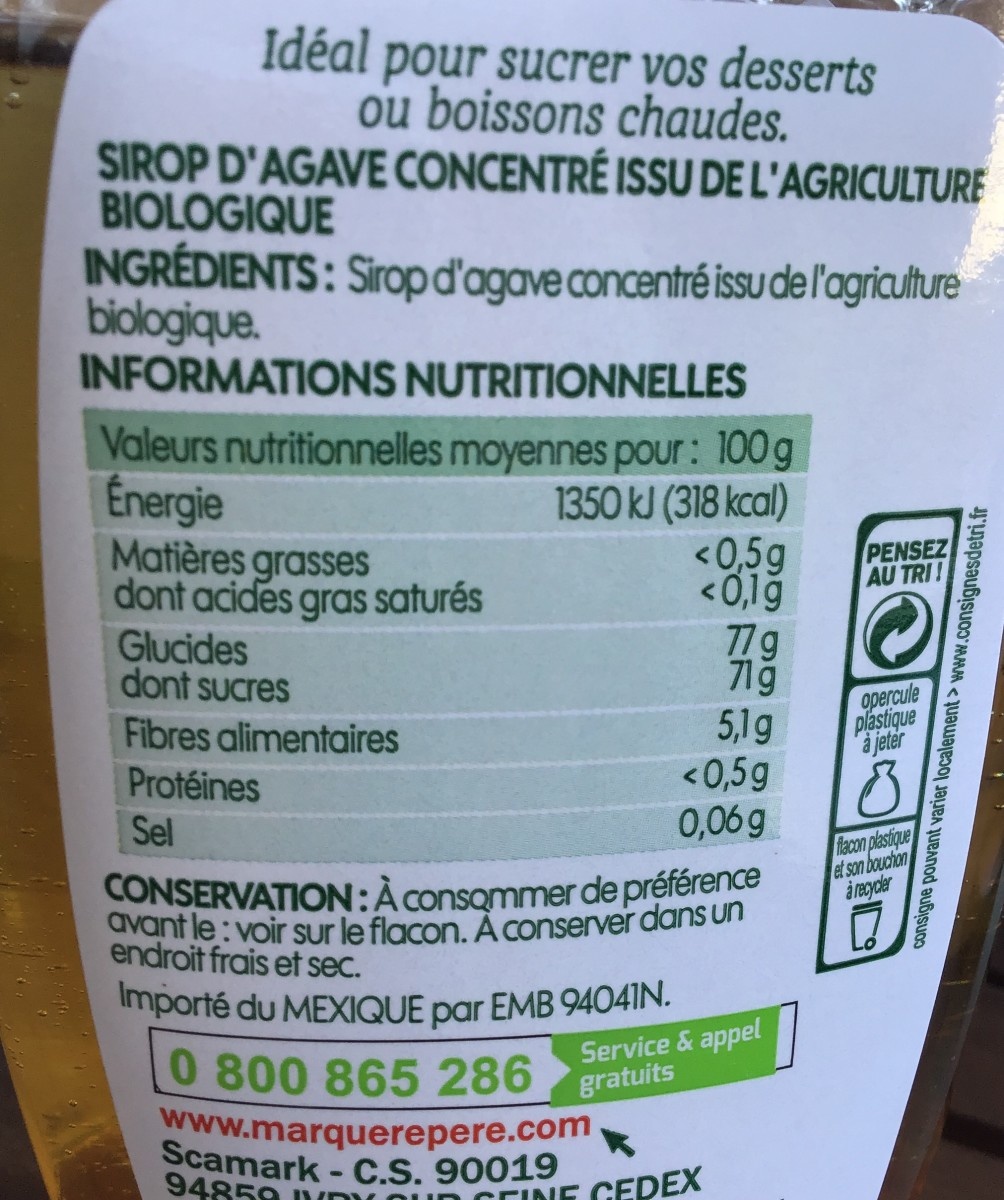 Idéal pour sucrer vos desserts
ou boissons chaudes.
SIROP D'AGAVE CONCENTRÉ ISSU DE L'AGRICULTURE
BIOLOGIQUE
INGRÉDIENTS : Sirop d'agave concentré issu de l'agriculture
biologique.
INFORMATIONS NUTRITIONNELLES
Valeurs nutritionnelles moyennes pour : 100 g
Énergie 1350 kJ (318 kcal)
Matières grasses <0,5 g
dont acides gras saturés <0,1 g
Glucides 77 g
dont sucres 71 g
Fibres alimentaires 5,1 g
Protéines <0,5 g
Sel 0,06 g
CONSERVATION : À consommer de préférence
avant le : voir sur le flacon. À conserver dans un
endroit frais et sec.
Importé du MEXIQUE par EMB 94041N.
0 800 865 286
Service & appel
gratuits
www.marquerepere.com
Scamark - C.S. 90019
94859 IVRY SUR SEINE CEDEX
PENSEZ
AU TRI !
opercule
plastique
à jeter
flacon plastique
et son bouchon
à recycler
consigne pouvant varier localement > www.consignesdetri.fr